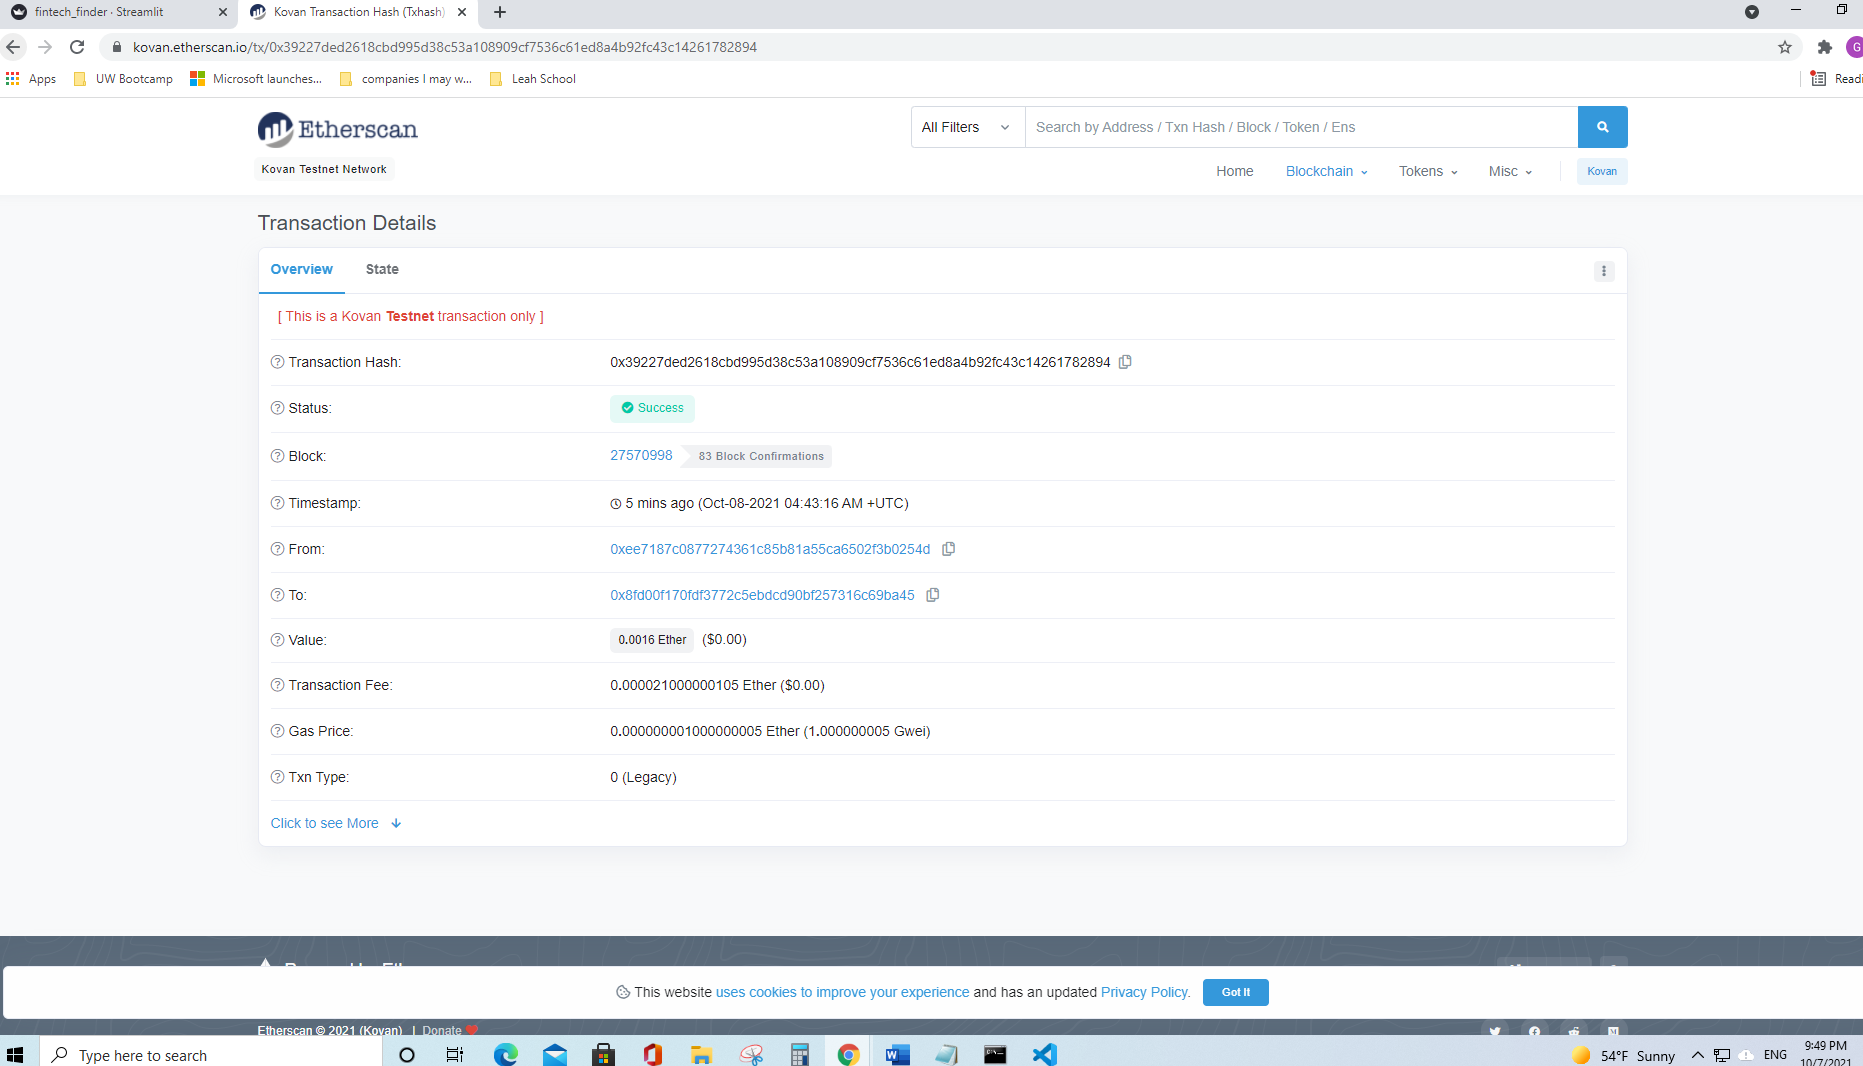 fintech_finder · Streamlit
Kovan Transaction Hash (Txhash)
kovan.etherscan.io/tx/0x39227ded2618cbd995d38c53a108909cf7536c61ed8a4b92fc43c14261782894
G
Apps
UW Bootcamp
Microsoft launches...
companies I may w...
Leah School
Readi
Etherscan
All Filters
Search by Address / Txn Hash / Block / Token / Ens
Kovan Testnet Network
Home
Blockchain
Tokens
Misc
Kovan
Transaction Details
Overview
State
[ This is a Kovan Testnet transaction only ]
Transaction Hash:
0x39227ded2618cbd995d38c53a108909cf7536c61ed8a4b92fc43c14261782894
Status:
Success
Block:
27570998
83 Block Confirmations
Timestamp:
5 mins ago (Oct-08-2021 04:43:16 AM +UTC)
From:
0xee7187c0877274361c85b81a55ca6502f3b0254d
To:
0x8fd00f170fdf3772c5ebdcd90bf257316c69ba45
Value:
0.0016 Ether
($0.00)
Transaction Fee:
0.000021000000105 Ether ($0.00)
Gas Price:
0.000000001000000005 Ether (1.000000005 Gwei)
Txn Type:
0 (Legacy)
Click to see More
This website uses cookies to improve your experience and has an updated Privacy Policy.
Got It
Etherscan © 2021 (Kovan) | Donate
Type here to search
54°F Sunny
ENG
9:49 PM
10/7/2021